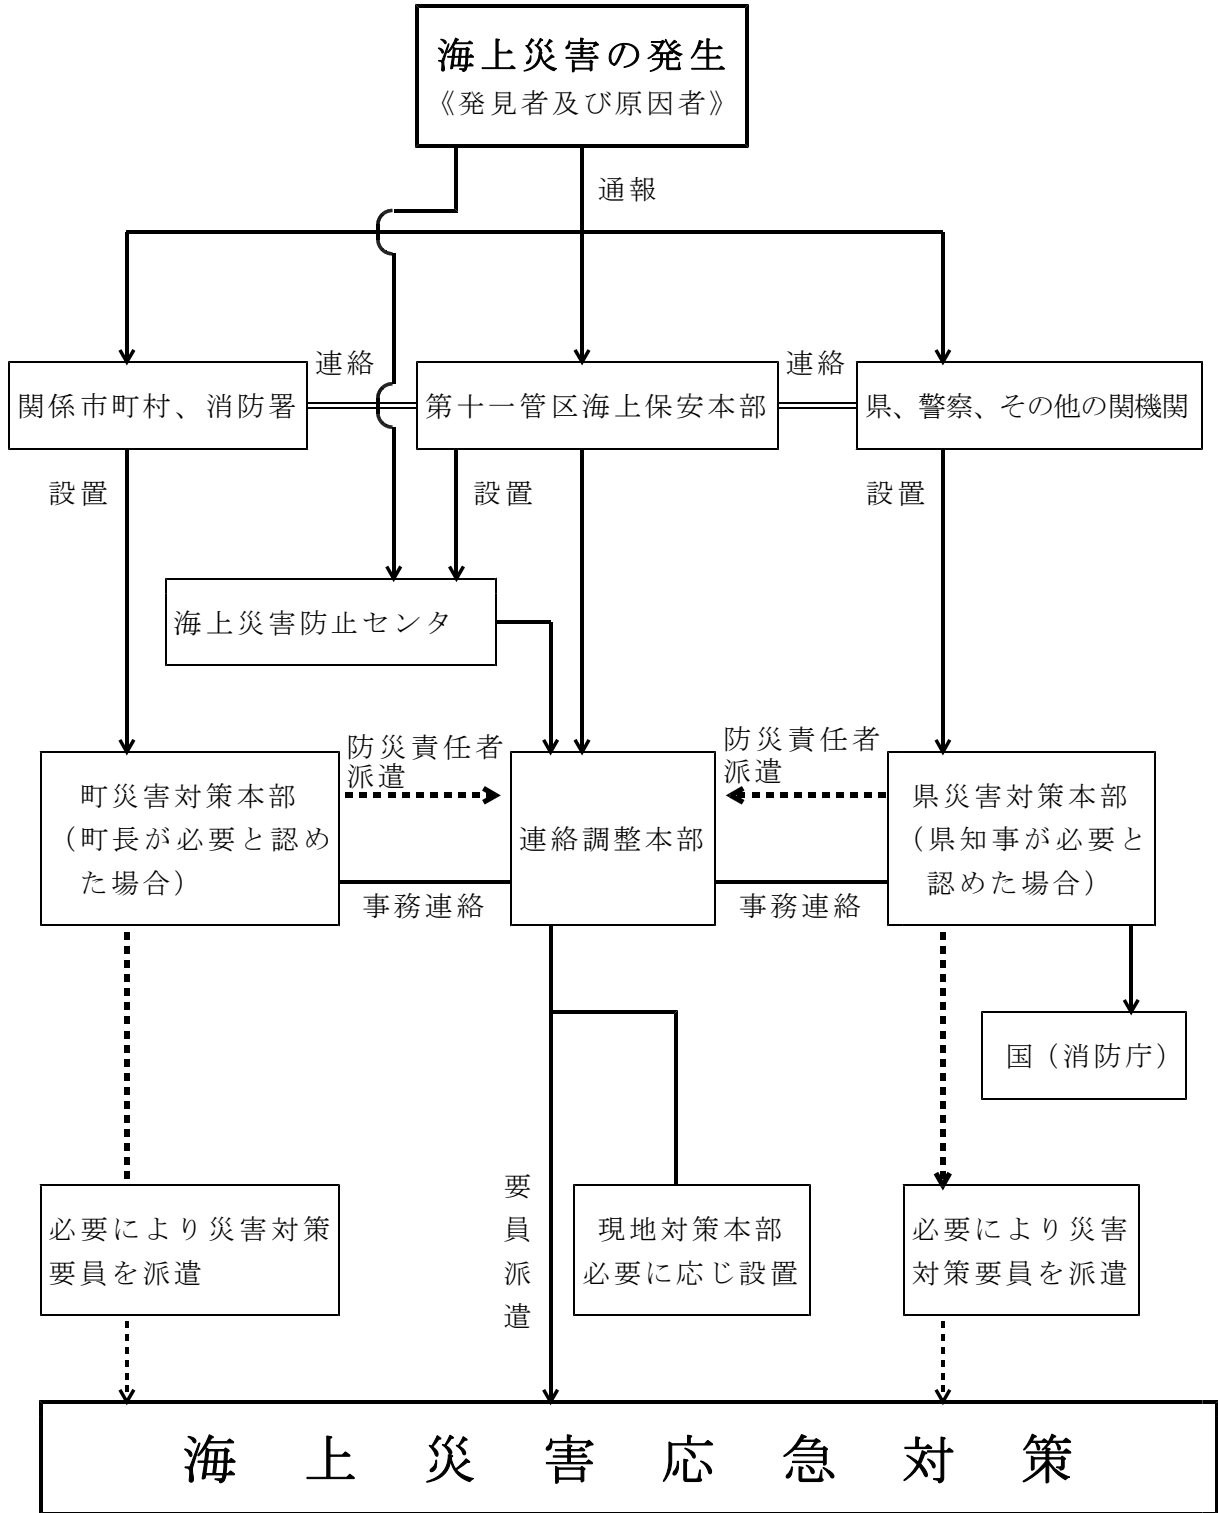 海上災害の発生
《発見者及び原因者》
通報
連絡
連絡
関係市町村、消防署
第十一管区海上保安本部
県、警察、その他の関機関
設置
設置
設置
海上災害防止センタ
防災責任者
派遣
防災責任者
派遣
町災害対策本部
（町長が必要と認め
た場合）
連絡調整本部
県災害対策本部
（県知事が必要と
認めた場合）
事務連絡
事務連絡
国（消防庁）
必要により災害対策
要員を派遣
要員派遣
現地対策本部
必要に応じ設置
必要により災害
対策要員を派遣
海上災害応急対策